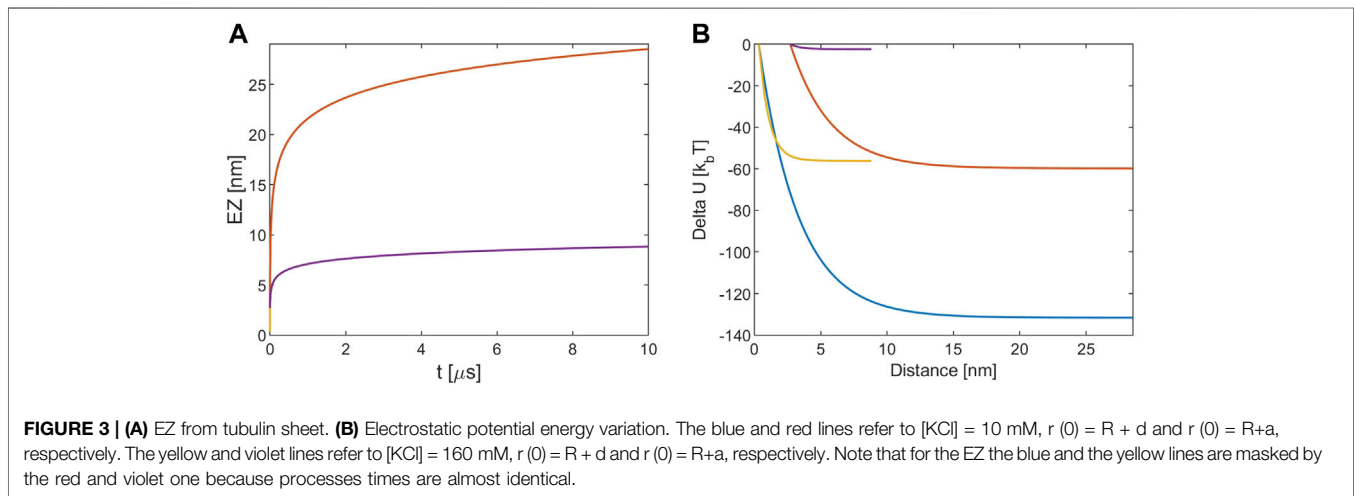 A
EZ [nm]
25
20
15
10
5
0
0 2 4 6 8 10
t [μs]
B
Delta U [k_bT]
0
-20
-40
-60
-80
-100
-120
-140
0 5 10 15 20 25
Distance [nm]
FIGURE 3 | (A) EZ from tubulin sheet. (B) Electrostatic potential energy variation. The blue and red lines refer to [KCl] = 10 mM, r (0) = R + d and r (0) = R+a,
respectively. The yellow and violet lines refer to [KCl] = 160 mM, r (0) = R + d and r (0) = R+a, respectively. Note that for the EZ the blue and the yellow lines are masked by
the red and violet one because processes times are almost identical.